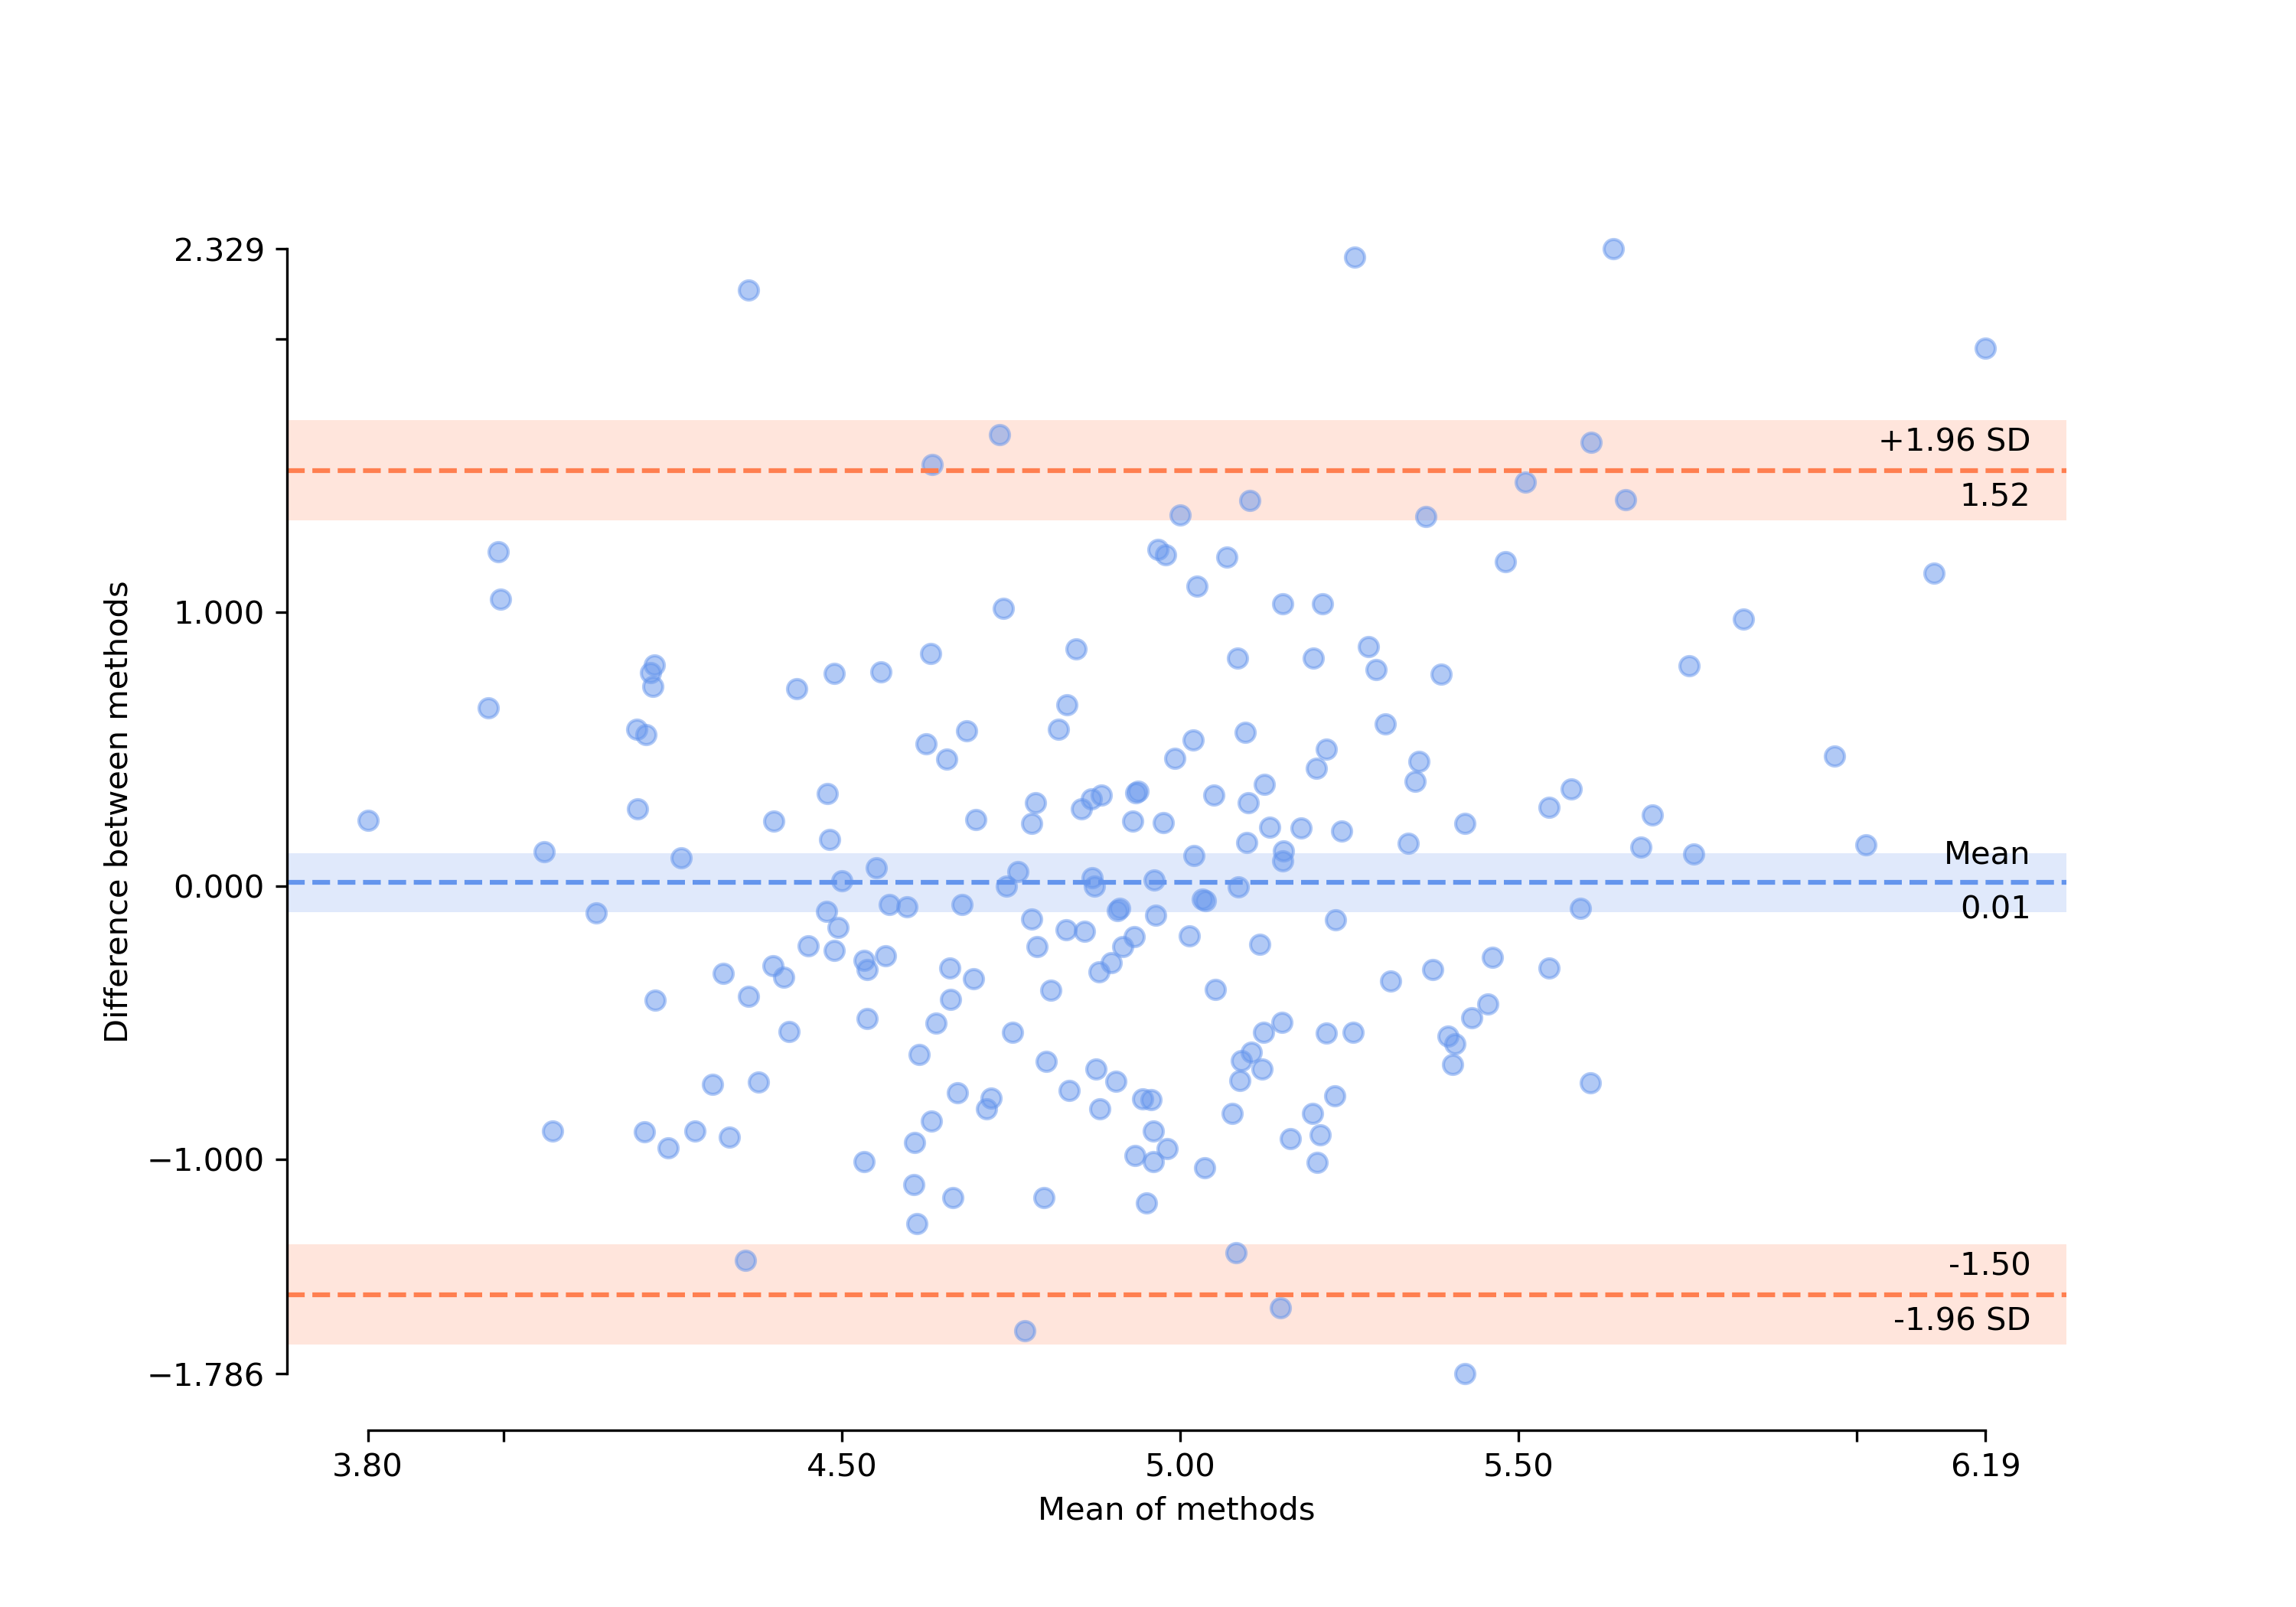 2.329
+1.96 SD
1.52
1.000
Mean
0.000
0.01
Difference between methods
−1.000
-1.50
-1.96 SD
−1.786
3.80 4.50 5.00 5.50 6.19
Mean of methods